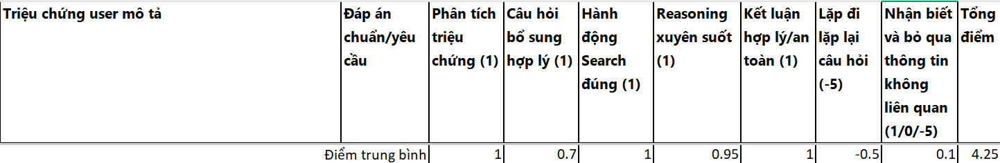 Triệu chứng user mô tả
Đáp án
chuẩn/yêu
cầu
Phân tích
triệu
chứng (1)
Câu hỏi
bổ sung
hợp lý (1)
Hành
động
Search
đúng (1)
Reasoning
xuyên suốt
(1)
Kết luận
hợp lý/an
toàn (1)
Lặp đi
lặp lại
câu hỏi
(-5)
Nhận biết
và bỏ qua
thông tin
không
liên quan
(1/0/-5)
Tổng
điểm
Điểm trung bình 1 0.7 1 0.95 1 -0.5 0.1 4.25